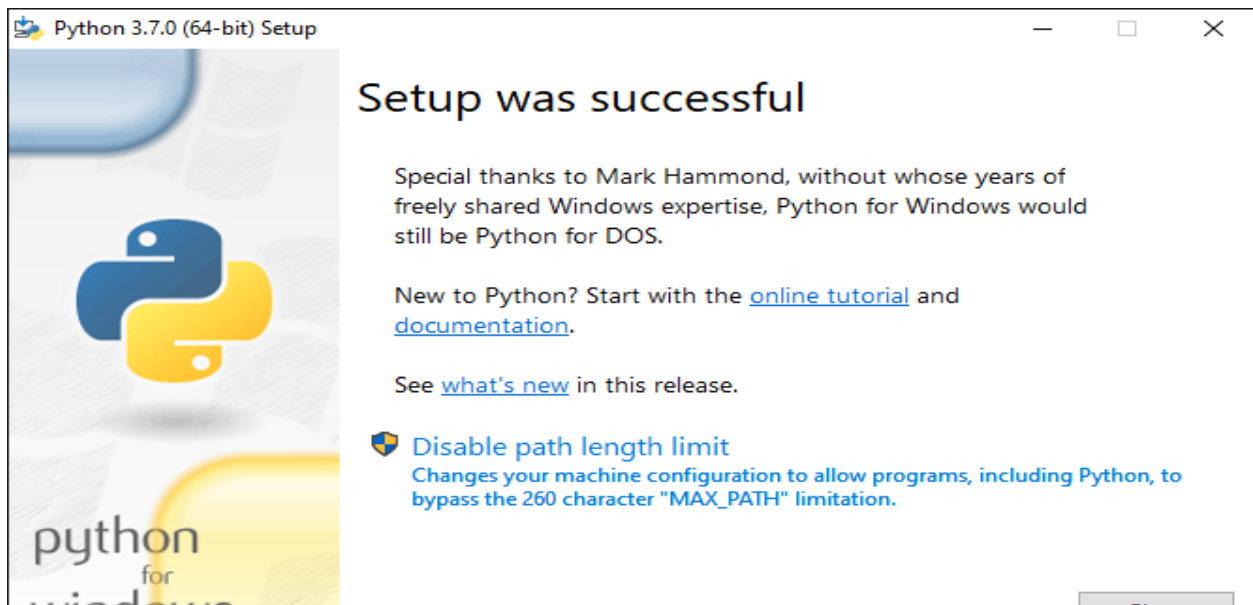 Python 3.7.0 (64-bit) Setup
Setup was successful
Special thanks to Mark Hammond, without whose years of
freely shared Windows expertise, Python for Windows would
still be Python for DOS.
New to Python? Start with the online tutorial and
documentation.
See what's new in this release.
Disable path length limit
Changes your machine configuration to allow programs, including Python, to
bypass the 260 character "MAX_PATH" limitation.
python
for
windows